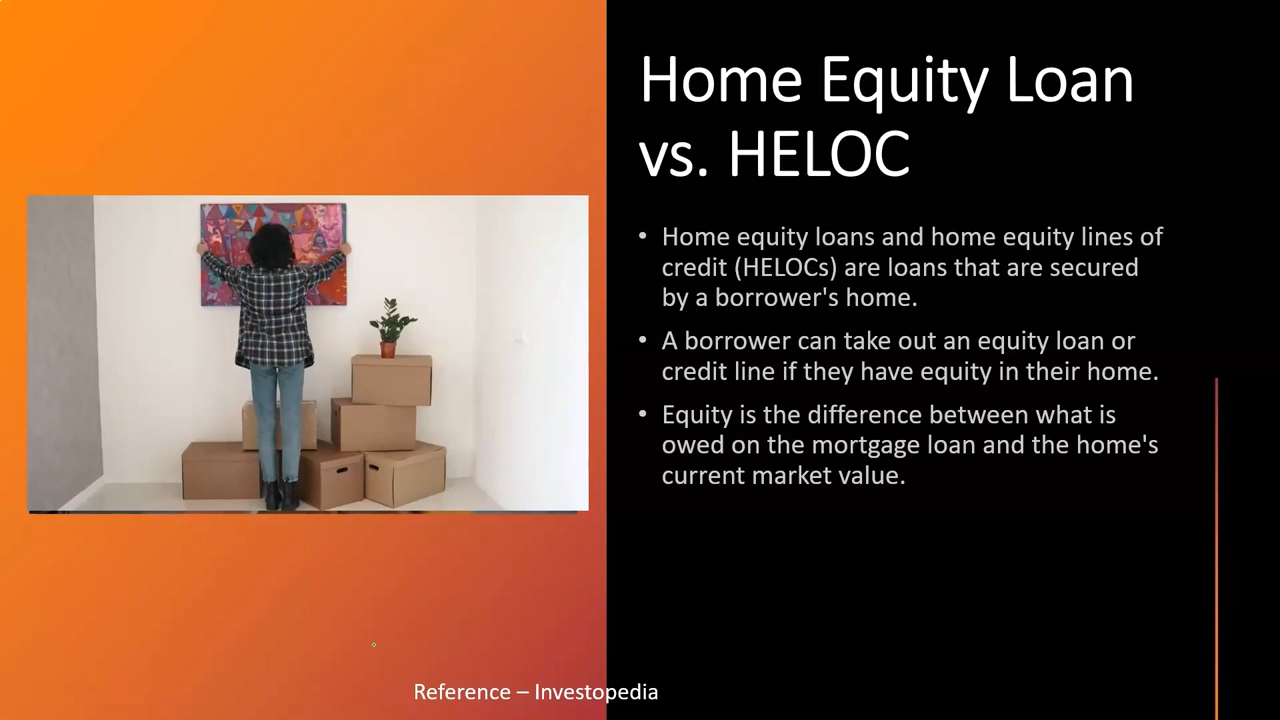 Home Equity Loan
vs. HELOC
• Home equity loans and home equity lines of
credit (HELOCs) are loans that are secured
by a borrower's home.
• A borrower can take out an equity loan or
credit line if they have equity in their home.
• Equity is the difference between what is
owed on the mortgage loan and the home's
current market value.
Reference – Investopedia